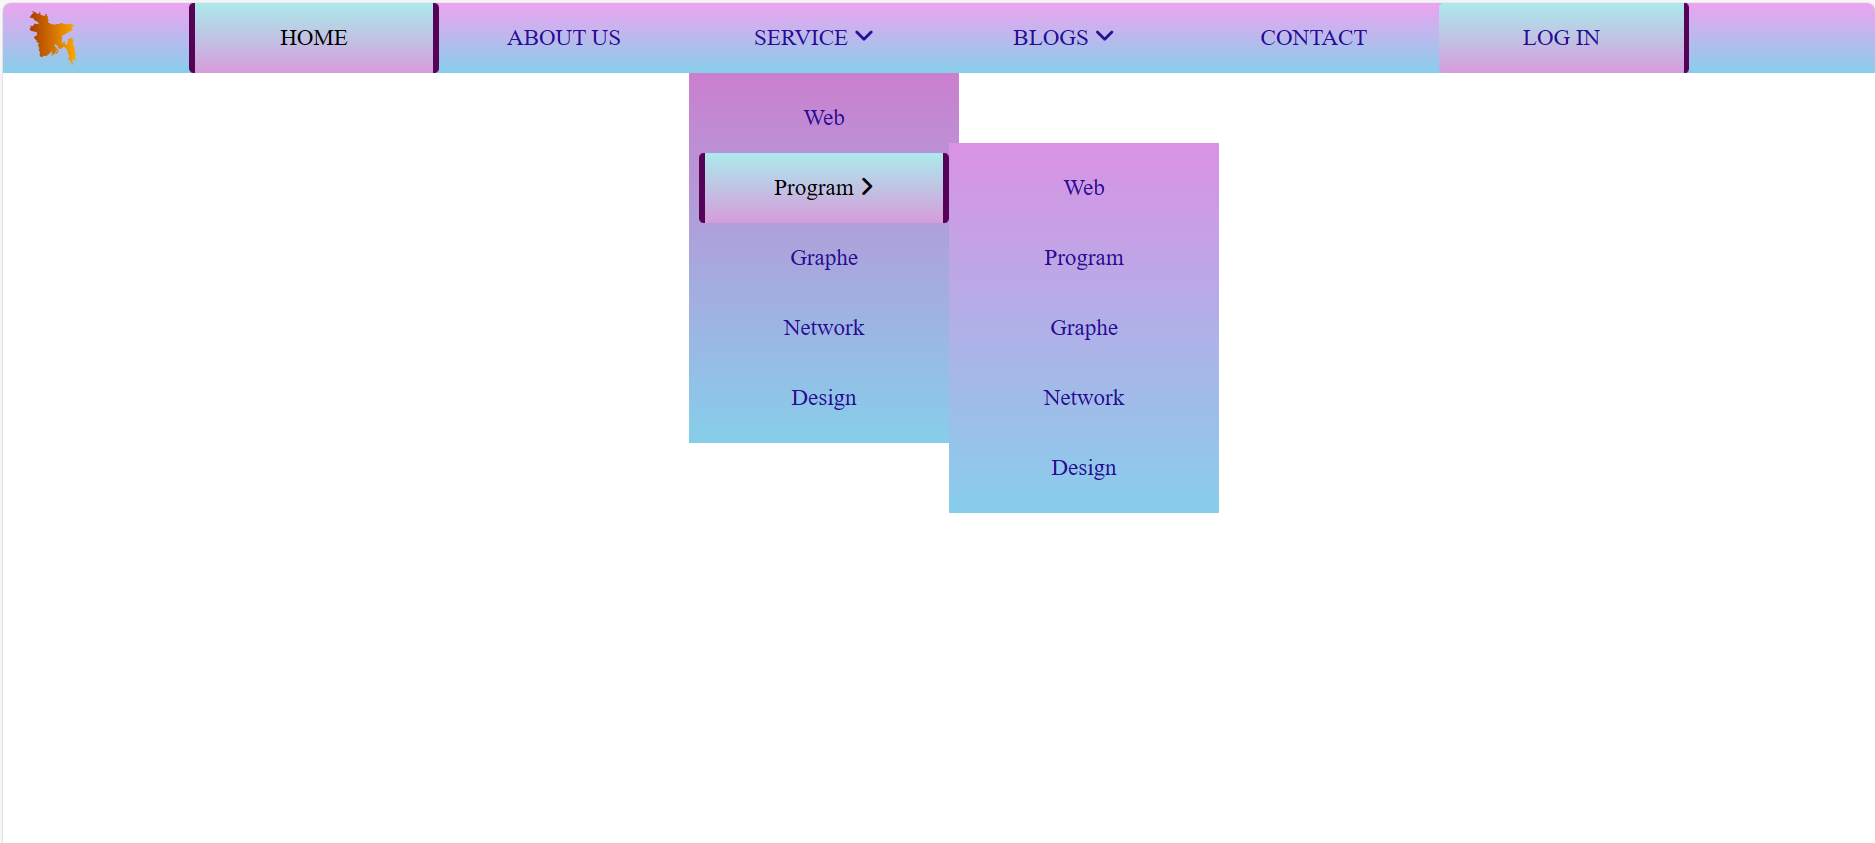 HOME ABOUT US SERVICE BLOGS CONTACT LOG IN
Web
Program
Graphe
Network
Design
Web
Program
Graphe
Network
Design